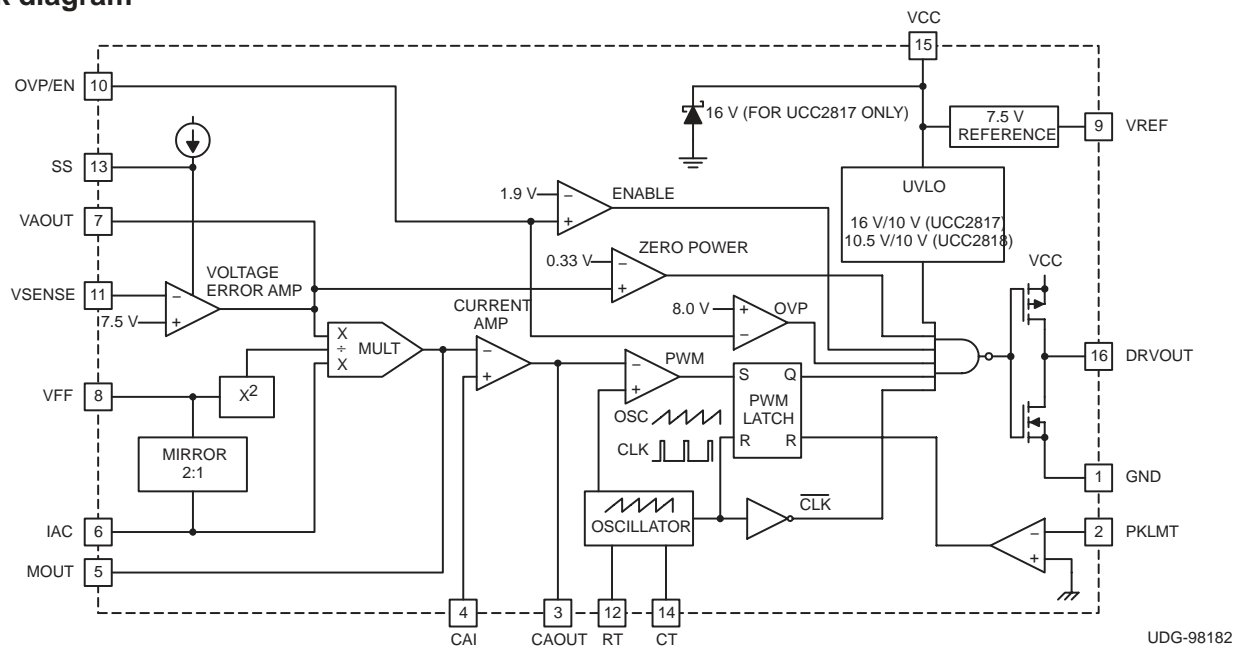 k diagram
VCC
15
OVP/EN
10
16 V (FOR UCC2817 ONLY)
7.5 V
REFERENCE
9
VREF
SS
13
UVLO
1.9 V
−
+
ENABLE
16 V/10 V (UCC2817)
10.5 V/10 V (UCC2818)
VAOUT
7
ZERO POWER
0.33 V
−
+
VCC
VOLTAGE
ERROR AMP
VSENSE
11
−
7.5 V
+
CURRENT
AMP
8.0 V
+
−
OVP
X
÷
X
MULT
−
+
−
+
PWM
16
DRVOUT
VFF
8
X2
S
Q
PWM
LATCH
R
R
OSC
CLK
MIRROR
2:1
1
GND
IAC
6
OSCILLATOR
CLK
−
+
2
PKLMT
MOUT
5
4
3
12
14
CAI
CAOUT
RT
CT
UDG-98182